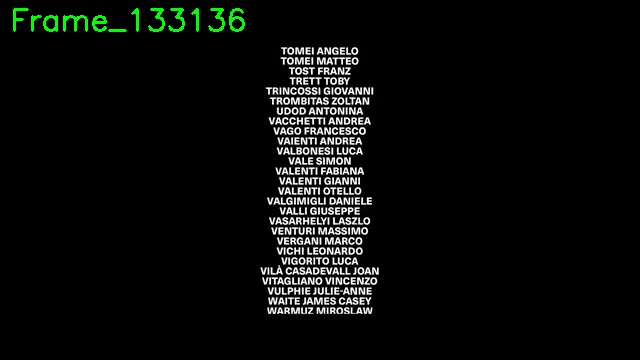 Frame_133136
TOMEI ANGELO
TOMEI MATTEO
TOST FRANZ
TRETT TOBY
TRINCOSSI GIOVANNI
TROMBITAS ZOLTAN
UDOD ANTONINA
VACCHETTI ANDREA
VAGO FRANCESCO
VAIENTI ANDREA
VALBONESI LUCA
VALE SIMON
VALENTI FABIANA
VALENTI GIANNI
VALENTI OTELLO
VALGIMIGLI DANIELE
VALLI GIUSEPPE
VASARHELYI LASZLO
VENTURI MASSIMO
VERGANI MARCO
VICHI LEONARDO
VIGORITO LUCA
VILÀ CASADEVALL JOAN
VITAGLIANO VINCENZO
VULPHIE JULIE-ANNE
WAITE JAMES CASEY
WARMUZ MIROSLAW